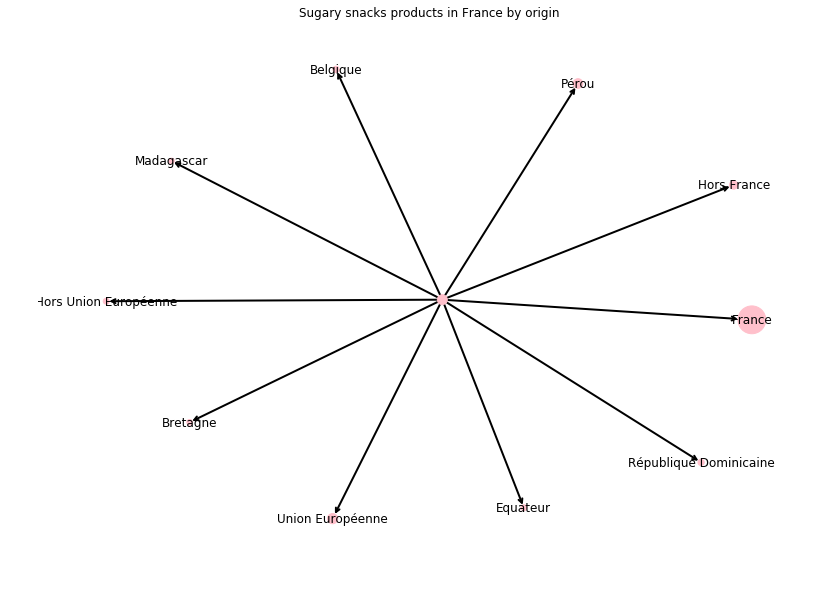 Sugary snacks products in France by origin
Belgique
Pérou
Madagascar
Hors France
Hors Union Européenne
France
Bretagne
République Dominicaine
Equateur
Union Européenne